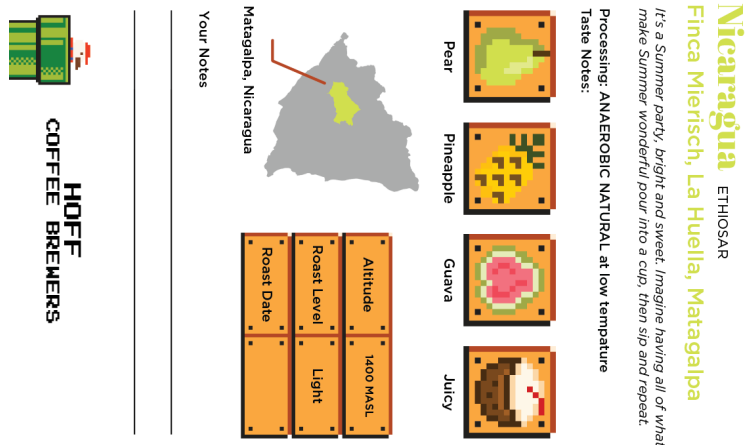 Nicaragua ETHIOSAR
Finca Mierisch, La Huella, Matagalpa
It's a Summer party, bright and sweet. Imagine having all of what
make Summer wonderful pour into a cup, then sip and repeat.
Processing: ANAEROBIC NATURAL at low tempature
Taste Notes:
Pear
Pineapple
Guava
Juicy
Matagalpa, Nicaragua
Altitude
1400 MASL
Roast Level
Light
Roast Date
Your Notes
HOFF
COFFEE BREWERS